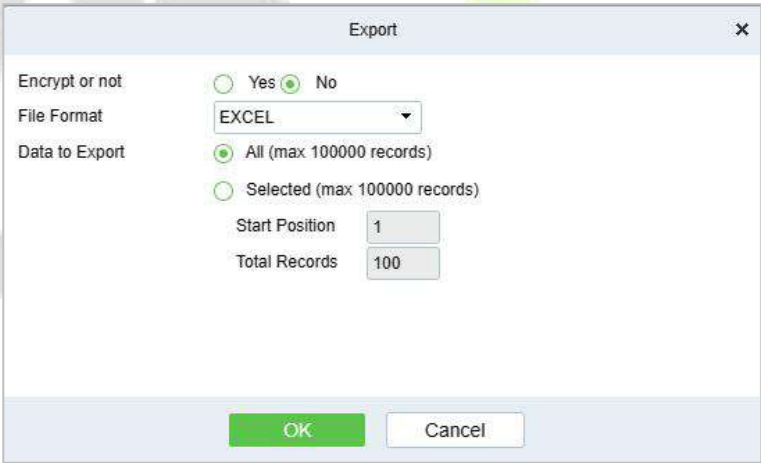 Export
Encrypt or not Yes No
File Format EXCEL
Data to Export All (max 100000 records)
Selected (max 100000 records)
Start Position 1
Total Records 100
OK Cancel